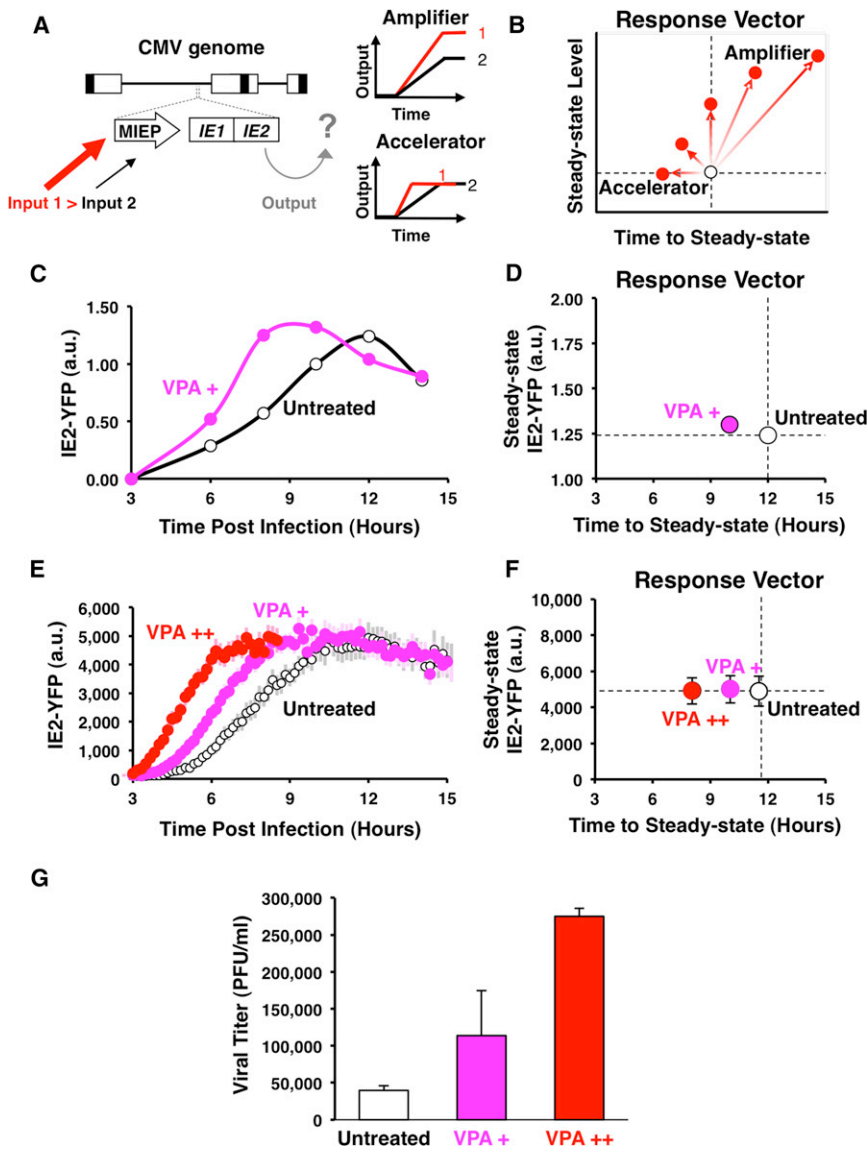 A
CMV genome
MIEP
IE1
IE2
?
Input 1 > Input 2
Output
Amplifier
Output
1
2
Time
Accelerator
Output
1
2
Time
B
Response Vector
Steady-state Level
Amplifier
Accelerator
Time to Steady-state
C
IE2-YFP (a.u.)
1.50
1.00
0.50
0.00
VPA +
Untreated
3 6 9 12 15
Time Post Infection (Hours)
D
Response Vector
Steady-state
IE2-YFP (a.u.)
2.00
1.75
1.50
1.25
1.00
VPA +
Untreated
3 6 9 12 15
Time to Steady-state (Hours)
E
IE2-YFP (a.u.)
6,000
5,000
4,000
3,000
2,000
1,000
0
VPA ++
VPA +
Untreated
3 6 9 12 15
Time Post Infection (Hours)
F
Response Vector
Steady-state
IE2-YFP (a.u.)
10,000
8,000
6,000
4,000
2,000
0
VPA +
VPA ++
Untreated
3 6 9 12 15
Time to Steady-state (Hours)
G
Viral Titer (PFU/ml)
300,000
250,000
200,000
150,000
100,000
50,000
0
Untreated VPA + VPA ++